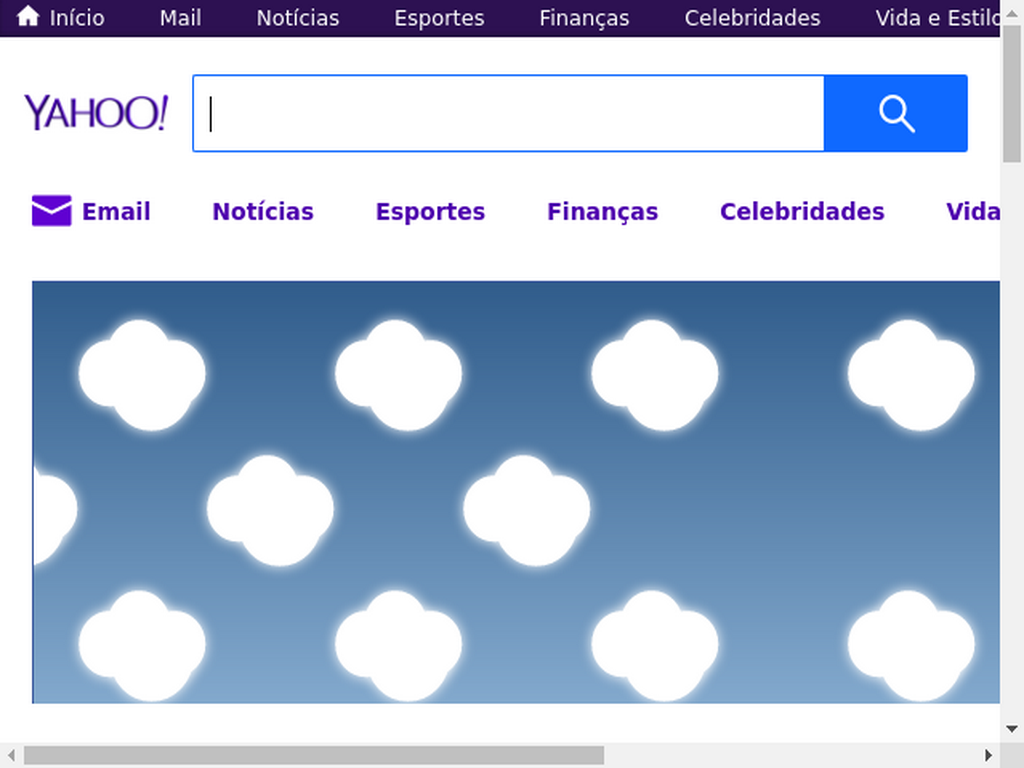 Início Mail Notícias Esportes Finanças Celebridades Vida e Estilo
YAHOO!
Email Notícias Esportes Finanças Celebridades Vida